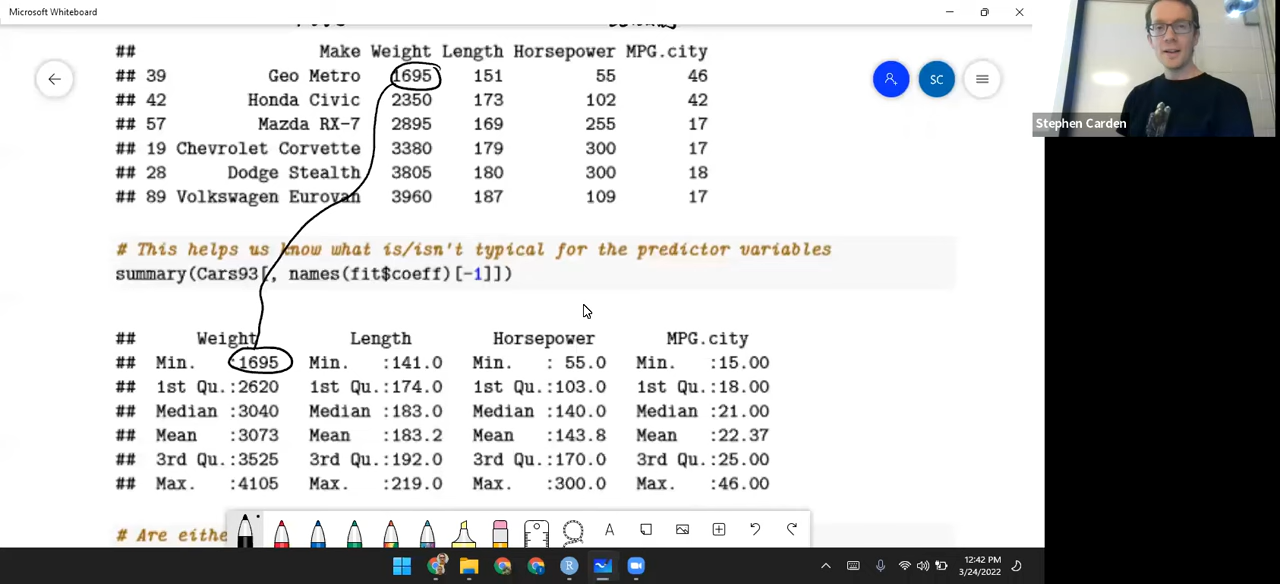 Microsoft Whiteboard
## Make Weight Length Horsepower MPG.city
## 39 Geo Metro 1695 151 55 46
## 42 Honda Civic 2350 173 102 42
## 57 Mazda RX-7 2895 169 255 17
## 19 Chevrolet Corvette 3380 179 300 17
## 28 Dodge Stealth 3805 180 300 18
## 89 Volkswagen Eurovan 3960 187 109 17
SC
Stephen Carden
# This helps us know what is/isn't typical for the predictor variables
summary(Cars93[, names(fit$coeff)[-1]])
## Weight Length Horsepower MPG.city
## Min. :1695 Min. :141.0 Min. : 55.0 Min. :15.00
## 1st Qu.:2620 1st Qu.:174.0 1st Qu.:103.0 1st Qu.:18.00
## Median :3040 Median :183.0 Median :140.0 Median :21.00
## Mean :3073 Mean :183.2 Mean :143.8 Mean :22.37
## 3rd Qu.:3525 3rd Qu.:192.0 3rd Qu.:170.0 3rd Qu.:25.00
## Max. :4105 Max. :219.0 Max. :300.0 Max. :46.00
# Are eithe
A
R
12:42 PM
3/24/2022